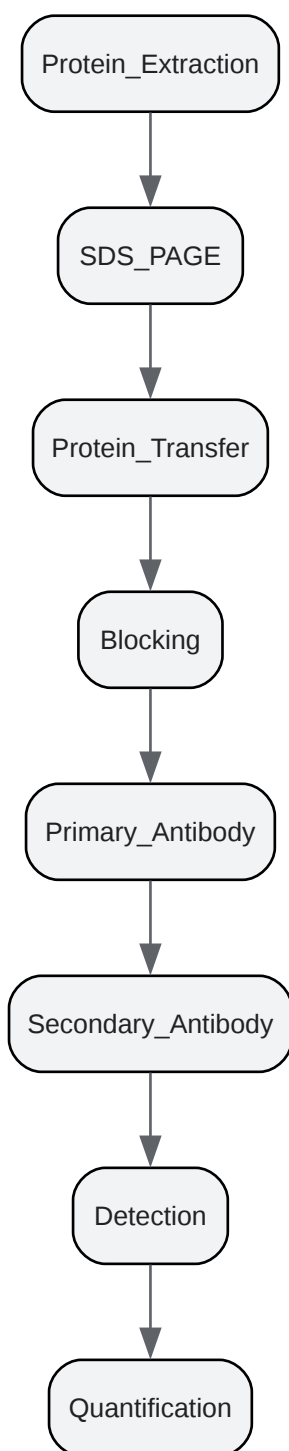 Protein_Extraction
SDS_PAGE
Protein_Transfer
Blocking
Primary_Antibody
Secondary_Antibody
Detection
Quantification